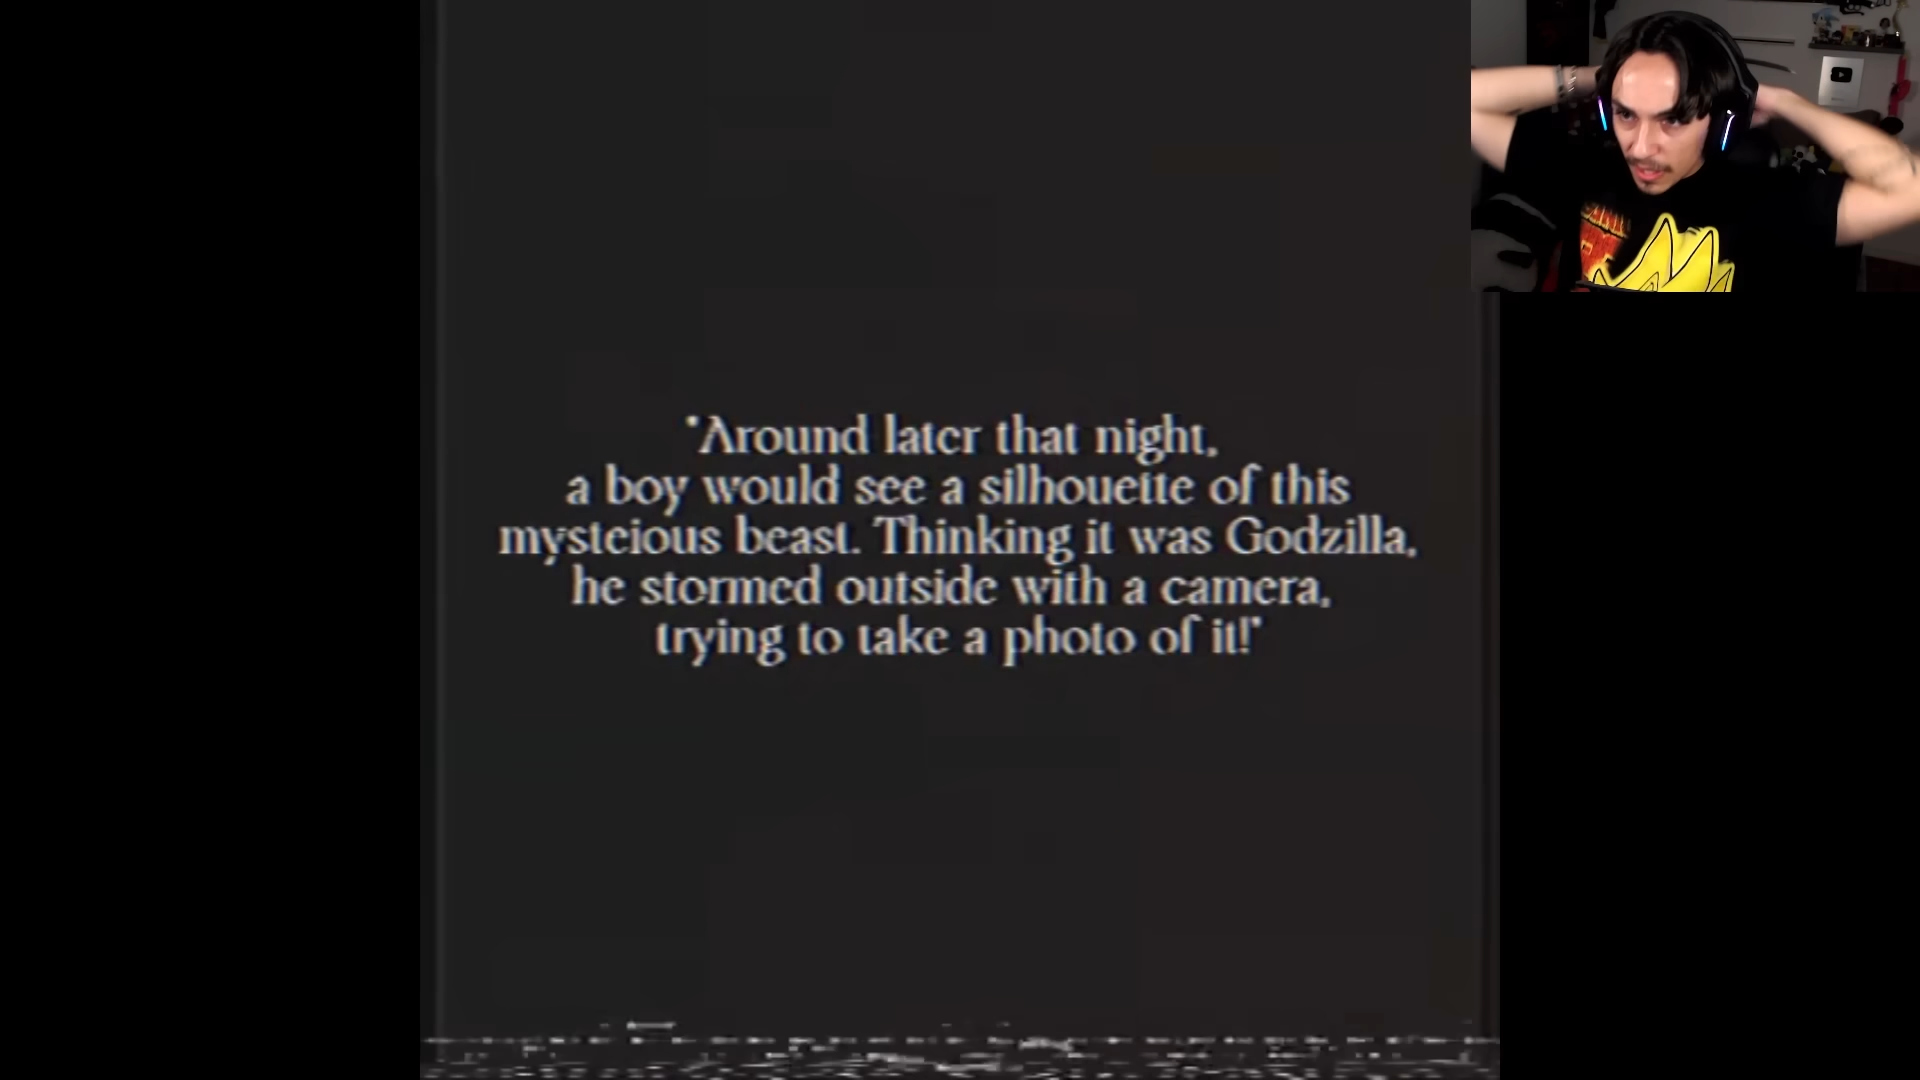 "Around later that night,
a boy would see a silhouette of this
mysteious beast. Thinking it was Godzilla,
he stormed outside with a camera,
trying to take a photo of it!"